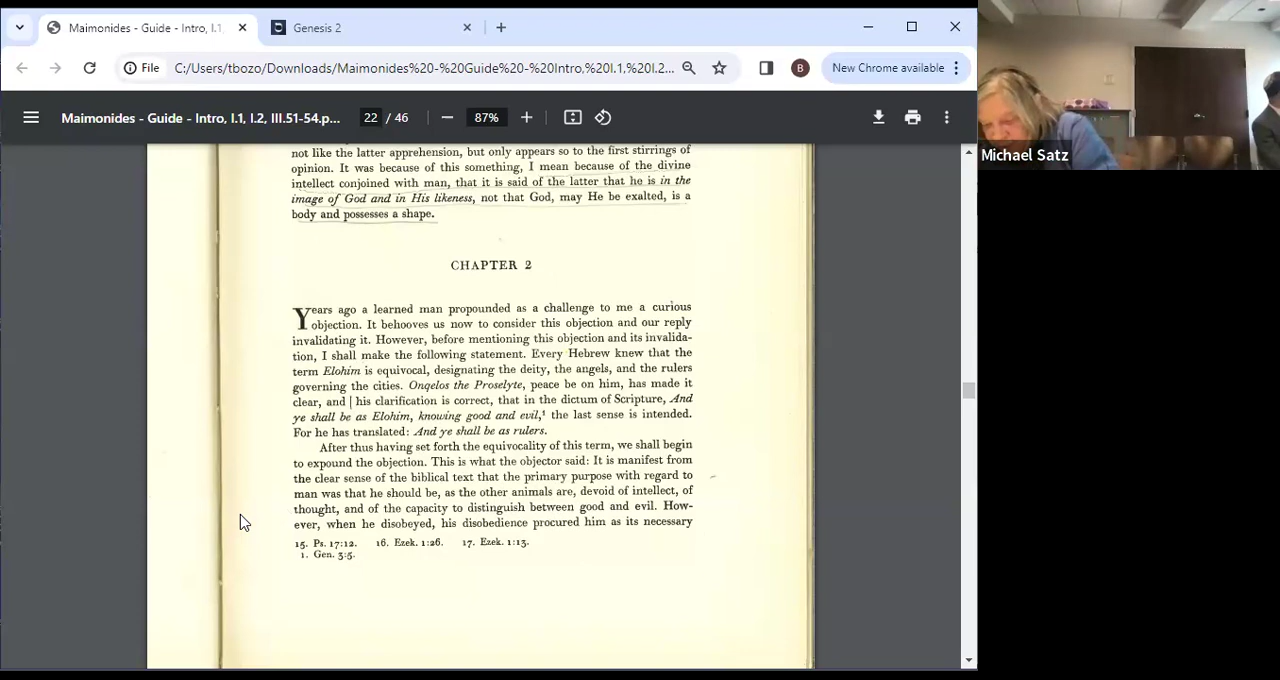 Maimonides - Guide - Intro, I.1,
Genesis 2
File
C:/Users/tbozo/Downloads/Maimonides%20-%20Guide%20-%20Intro,%20I.1,%20I.2...
B
New Chrome available
Maimonides - Guide - Intro, I.1, I.2, III.51-54.p...
22 / 46
87%
Michael Satz
not like the latter apprehension, but only appears so to the first stirrings of
opinion. It was because of this something, I mean because of the divine
intellect conjoined with man, that it is said of the latter that he is in the
image of God and in His likeness, not that God, may He be exalted, is a
body and possesses a shape.
CHAPTER 2
Years ago a learned man propounded as a challenge to me a curious
objection. It behooves us now to consider this objection and our reply
invalidating it. However, before mentioning this objection and its invalida-
tion, I shall make the following statement. Every Hebrew knew that the
term Elohim is equivocal, designating the deity, the angels, and the rulers
governing the cities. Onqelos the Proselyte, peace be on him, has made it
clear, and | his clarification is correct, that in the dictum of Scripture, And
ye shall be as Elohim, knowing good and evil,¹ the last sense is intended.
For he has translated: And ye shall be as rulers.
After thus having set forth the equivocality of this term, we shall begin
to expound the objection. This is what the objector said: It is manifest from
the clear sense of the biblical text that the primary purpose with regard to
man was that he should be, as the other animals are, devoid of intellect, of
thought, and of the capacity to distinguish between good and evil. How-
ever, when he disobeyed, his disobedience procured him as its necessary
15. Ps. 17:12. 16. Ezek. 1:26. 17. Ezek. 1:13.
1. Gen. 3:5.